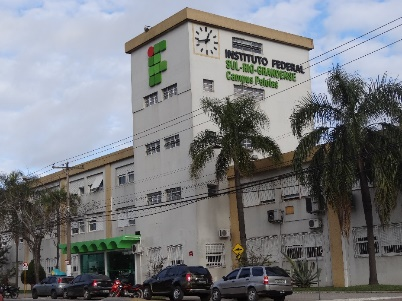 INSTITUTO FEDERAL
SUL-RIO-GRANDENSE
Campus Pelotas